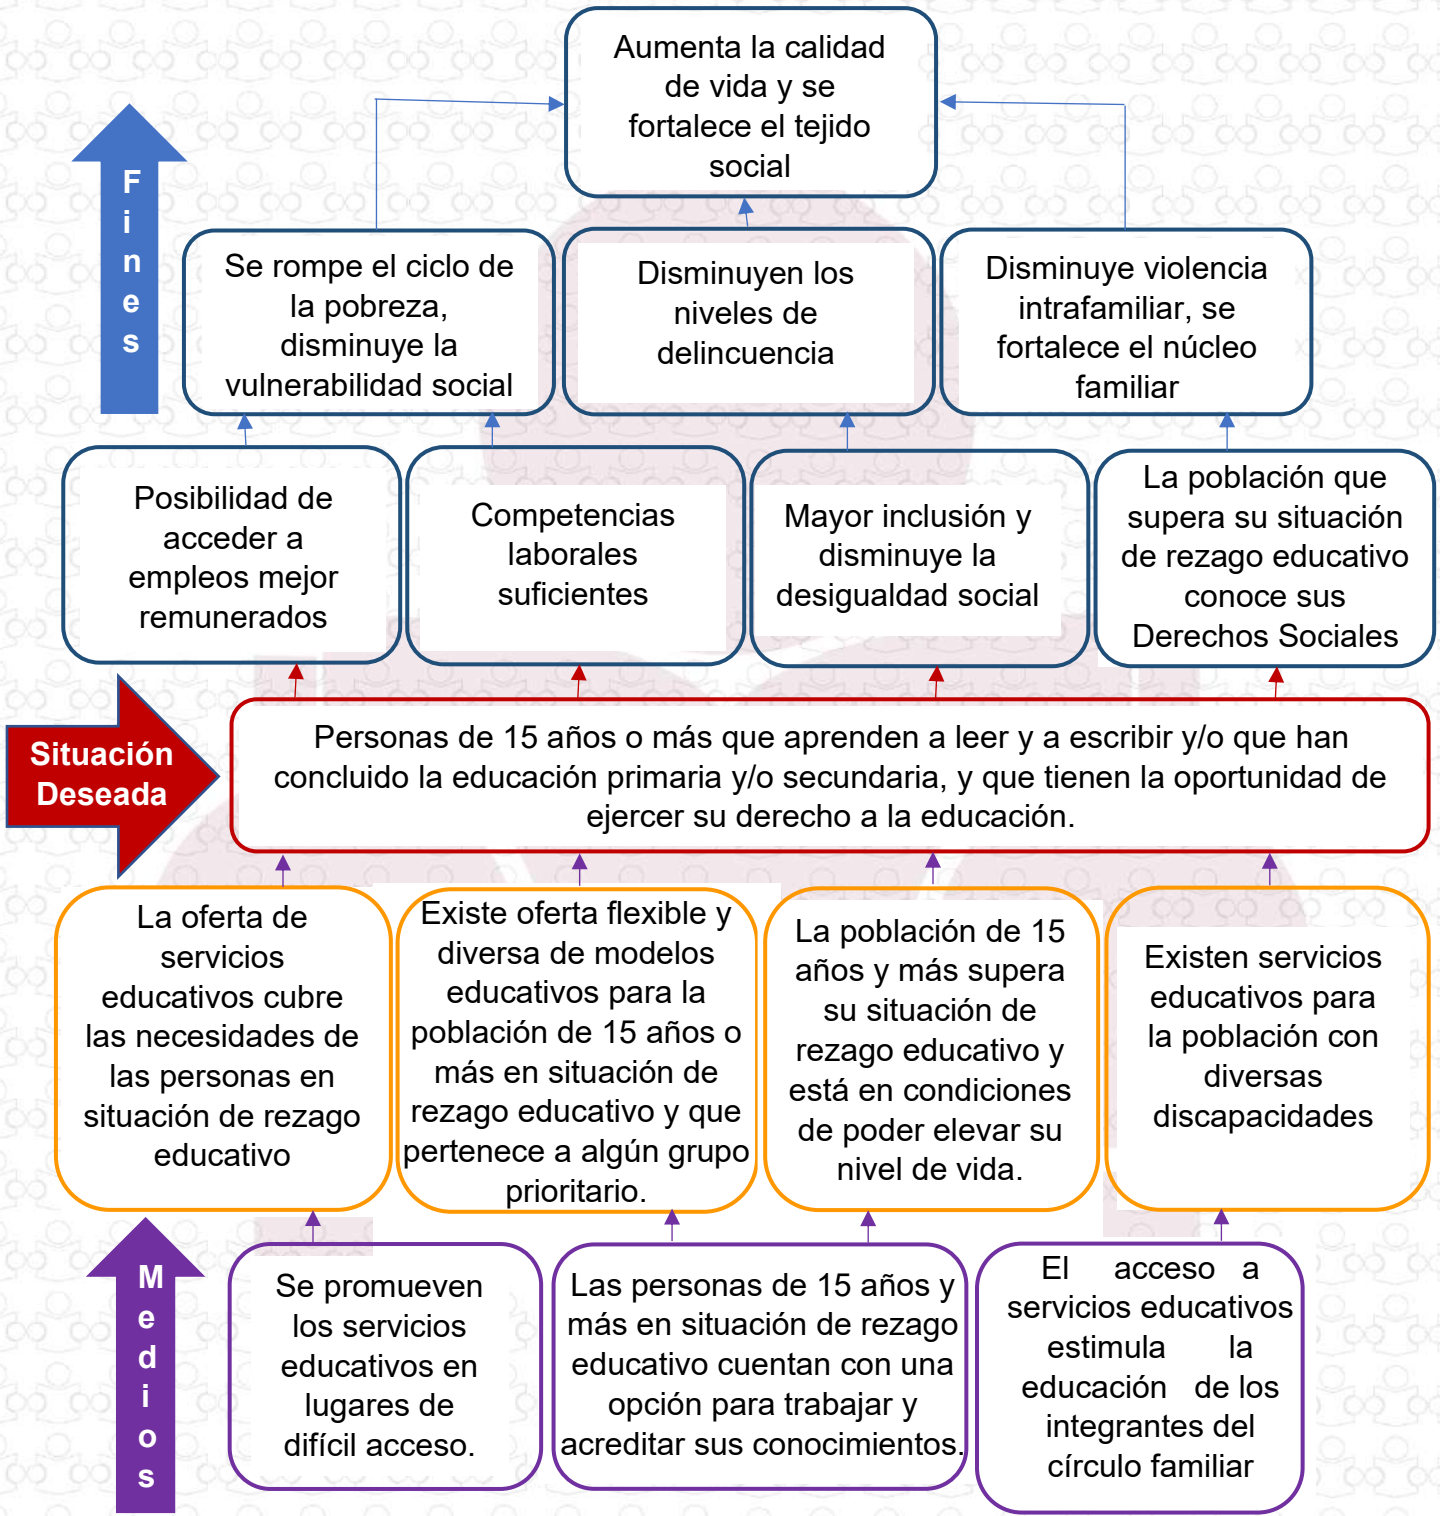 Aumenta la calidad
de vida y se
fortalece el tejido
social
Fines
Se rompe el ciclo de
la pobreza,
disminuye la
vulnerabilidad social
Disminuyen los
niveles de
delincuencia
Disminuye violencia
intrafamiliar, se
fortalece el núcleo
familiar
Posibilidad de
acceder a
empleos mejor
remunerados
Competencias
laborales
suficientes
Mayor inclusión y
disminuye la
desigualdad social
La población que
supera su situación
de rezago educativo
conoce sus
Derechos Sociales
Situación
Deseada
Personas de 15 años o más que aprenden a leer y a escribir y/o que han
concluido la educación primaria y/o secundaria, y que tienen la oportunidad de
ejercer su derecho a la educación.
La oferta de
servicios
educativos cubre
las necesidades de
las personas en
situación de rezago
educativo
Existe oferta flexible y
diversa de modelos
educativos para la
población de 15 años o
más en situación de
rezago educativo y que
pertenece a algún grupo
prioritario.
La población de 15
años y más supera
su situación de
rezago educativo y
está en condiciones
de poder elevar su
nivel de vida.
Existen servicios
educativos para
la población con
diversas
discapacidades
Medios
Se promueven
los servicios
educativos en
lugares de
difícil acceso.
Las personas de 15 años y
más en situación de rezago
educativo cuentan con una
opción para trabajar y
acreditar sus conocimientos.
El acceso a
servicios educativos
estimula la
educación de los
integrantes del
círculo familiar